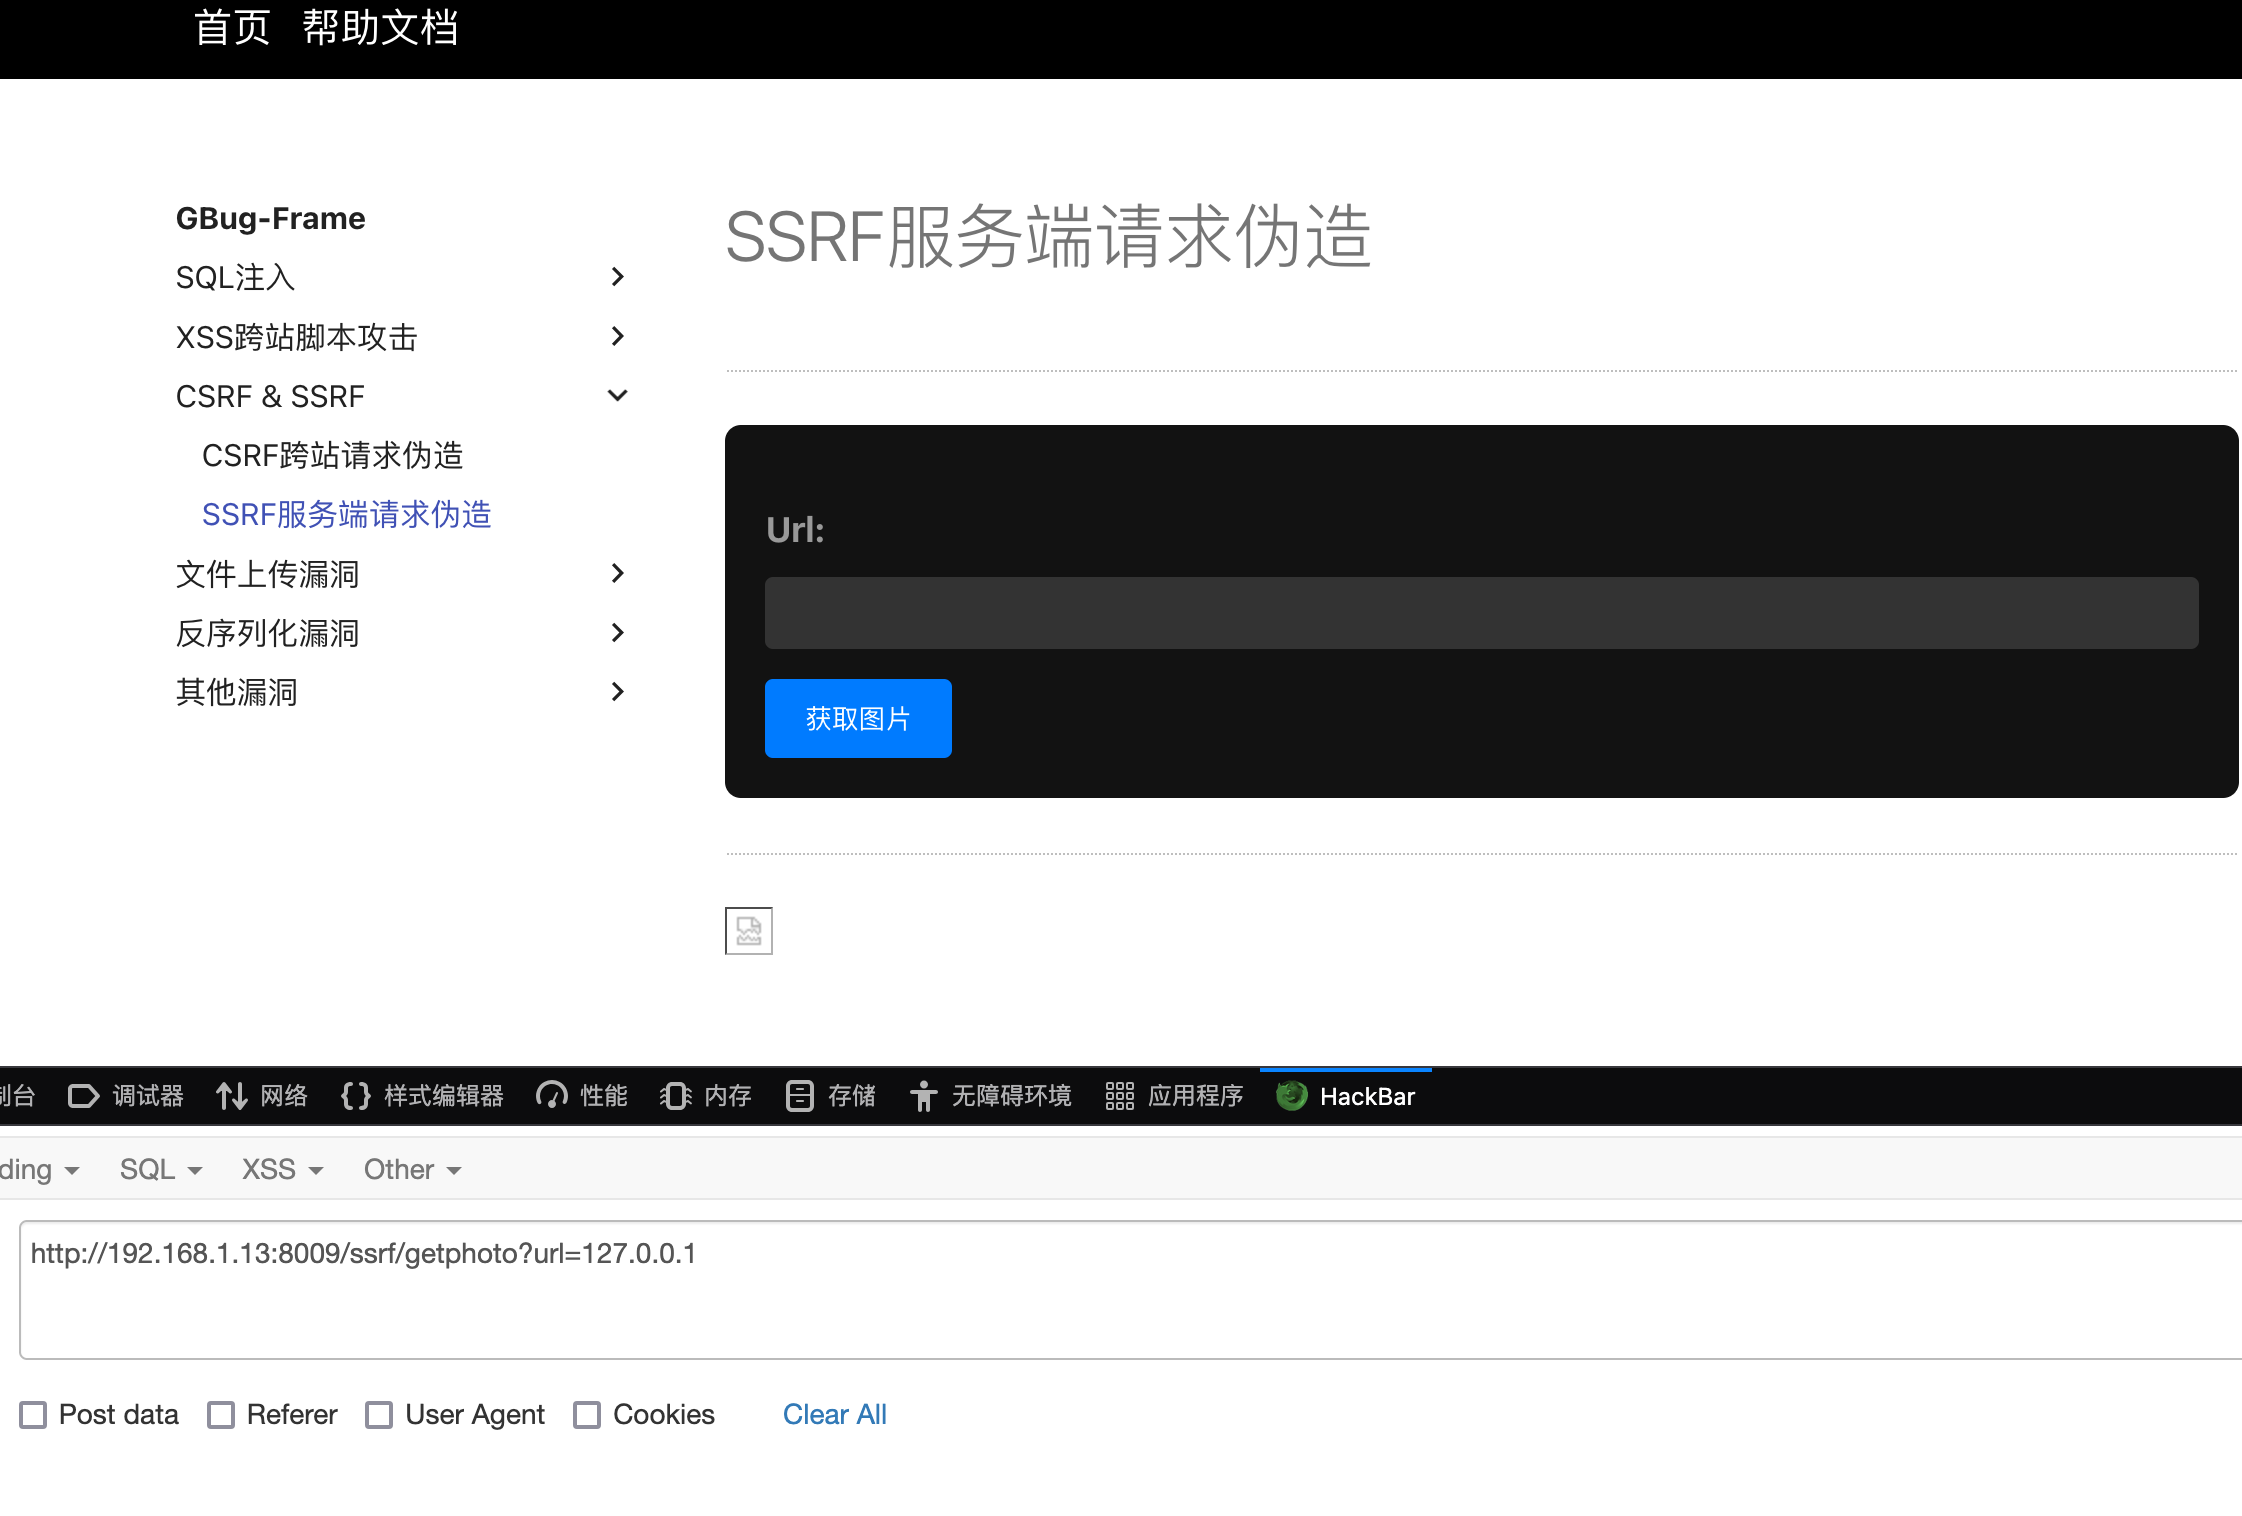 首页 帮助文档
GBug-Frame
SQL注入
XSS跨站脚本攻击
CSRF & SSRF
CSRF跨站请求伪造
SSRF服务端请求伪造
文件上传漏洞
反序列化漏洞
其他漏洞
SSRF服务端请求伪造
Url:
获取图片
制台 调试器 网络 样式编辑器 性能 内存 存储 无障碍环境 应用程序 HackBar
ding SQL XSS Other
http://192.168.1.13:8009/ssrf/getphoto?url=127.0.0.1
Post data Referer User Agent Cookies Clear All